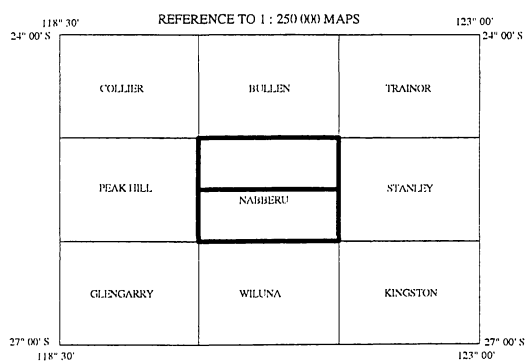 REFERENCE TO 1 : 250 000 MAPS
118° 30' 123° 00'
24° 00' S 24° 00' S
COLLIER BULLEN TRAINOR
PEAK HILL NABBERU STANLEY
GLENGARRY WILUNA KINGSTON
27° 00' S 27° 00' S
118° 30' 123° 00'